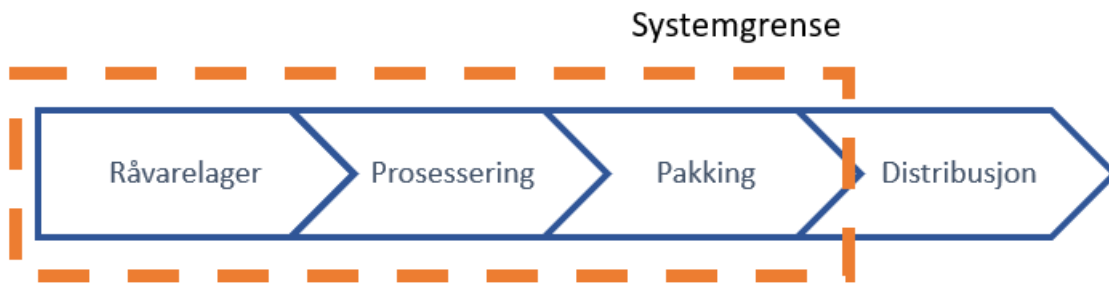 Systemgrense
Råvarelager
Prosessering
Pakking
Distribusjon